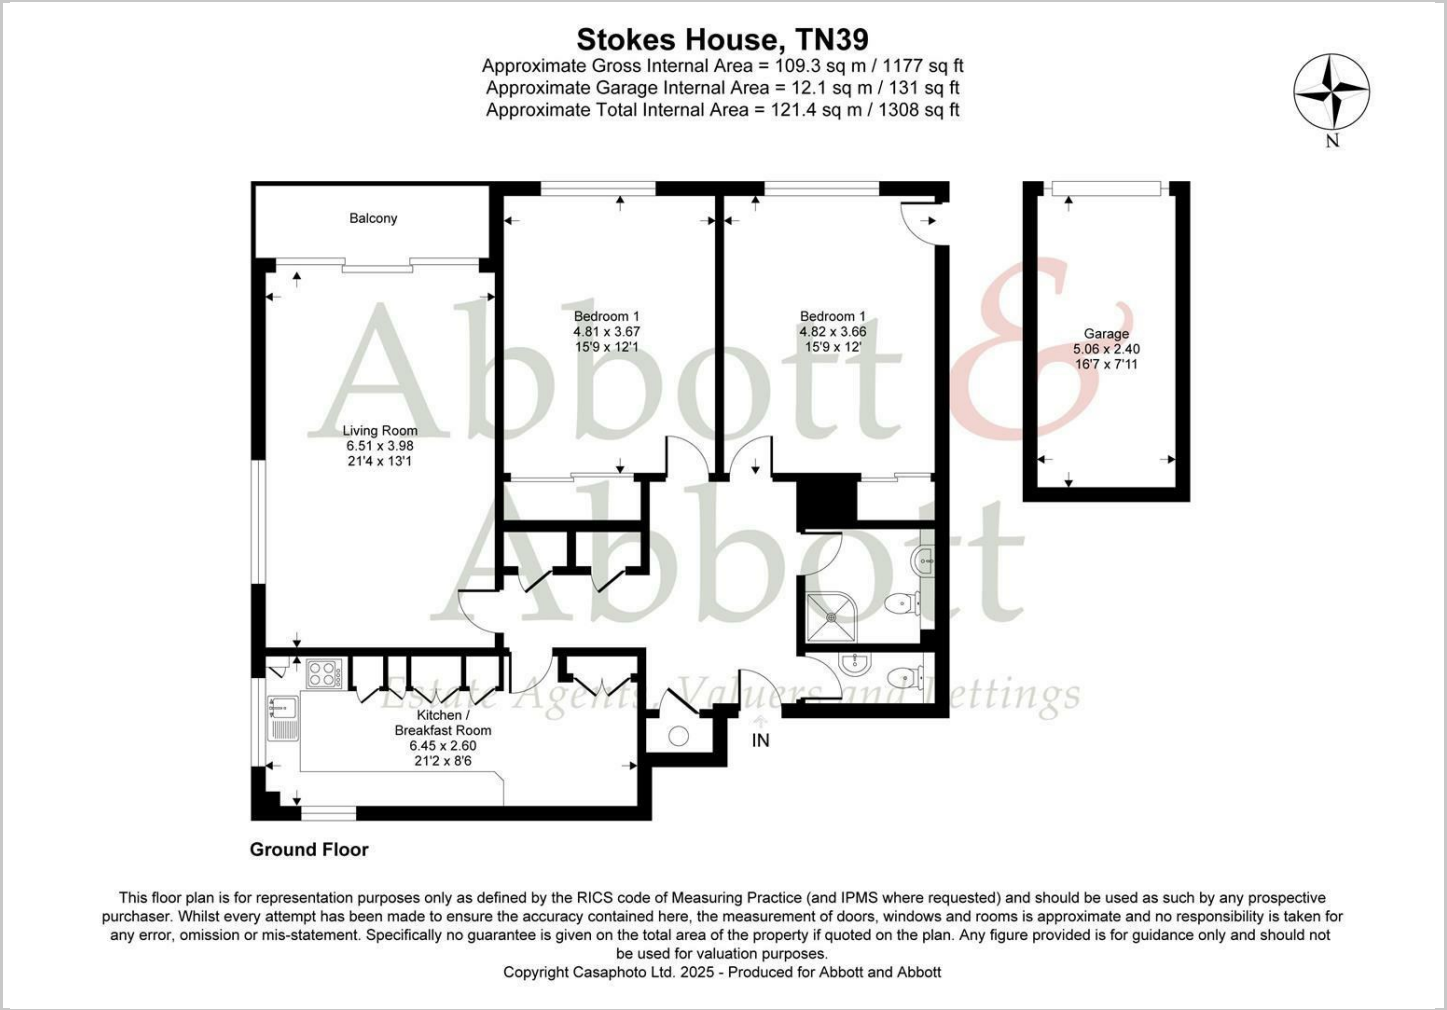 Stokes House, TN39
Approximate Gross Internal Area = 109.3 sq m / 1177 sq ft
Approximate Garage Internal Area = 12.1 sq m / 131 sq ft
Approximate Total Internal Area = 121.4 sq m / 1308 sq ft
N
Balcony
Bedroom 1
4.81 x 3.67
15'9 x 12'1
Bedroom 1
4.82 x 3.66
15'9 x 12'
Garage
5.06 x 2.40
16'7 x 7'11
Living Room
6.51 x 3.98
21'4 x 13'1
Abbott &
Abbott
Estate Agents, Valuers and Lettings
Kitchen /
Breakfast Room
6.45 x 2.60
21'2 x 8'6
IN
Ground Floor
This floor plan is for representation purposes only as defined by the RICS code of Measuring Practice (and IPMS where requested) and should be used as such by any prospective
purchaser. Whilst every attempt has been made to ensure the accuracy contained here, the measurement of doors, windows and rooms is approximate and no responsibility is taken for
any error, omission or mis-statement. Specifically no guarantee is given on the total area of the property if quoted on the plan. Any figure provided is for guidance only and should not
be used for valuation purposes.
Copyright Casaphoto Ltd. 2025 - Produced for Abbott and Abbott